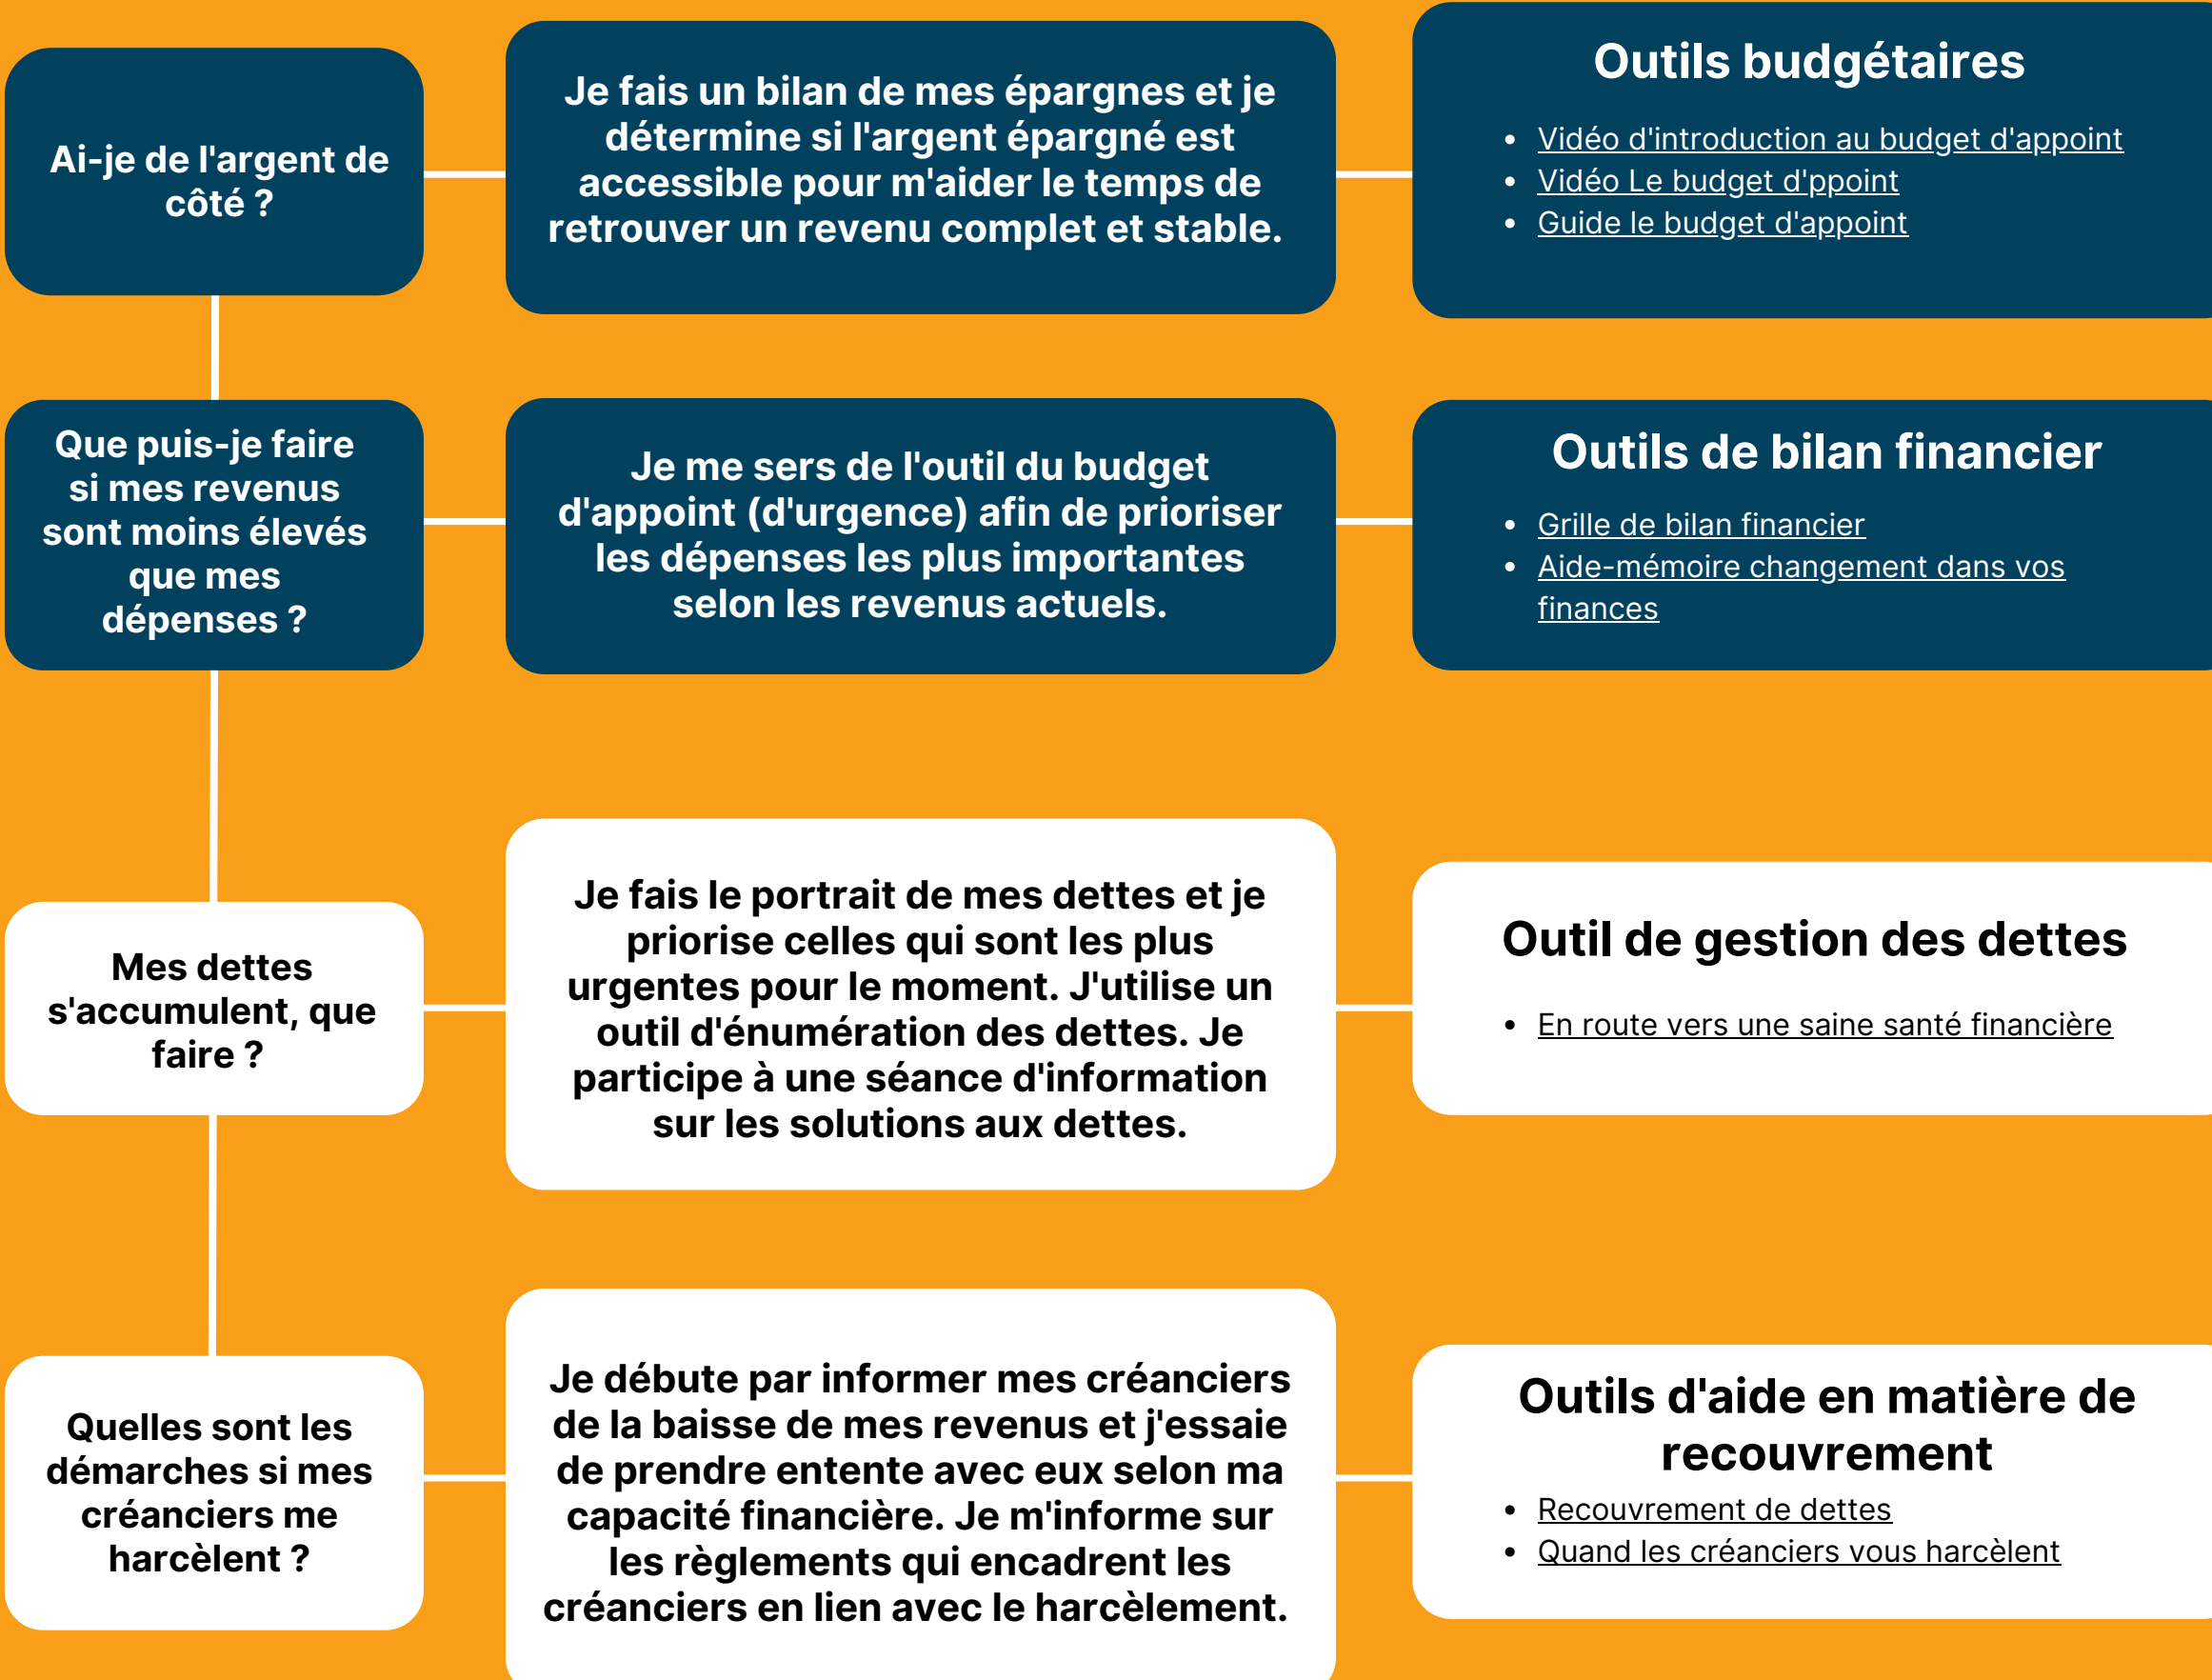 Ai-je de l'argent de
côté ?
Je fais un bilan de mes épargnes et je
détermine si l'argent épargné est
accessible pour m'aider le temps de
retrouver un revenu complet et stable.
Outils budgétaires
• Vidéo d'introduction au budget d'appoint
• Vidéo Le budget d'ppoint
• Guide le budget d'appoint
Que puis-je faire
si mes revenus
sont moins élevés
que mes
dépenses ?
Je me sers de l'outil du budget
d'appoint (d'urgence) afin de prioriser
les dépenses les plus importantes
selon les revenus actuels.
Outils de bilan financier
• Grille de bilan financier
• Aide-mémoire changement dans vos
finances
Mes dettes
s'accumulent, que
faire ?
Je fais le portrait de mes dettes et je
priorise celles qui sont les plus
urgentes pour le moment. J'utilise un
outil d'énumération des dettes. Je
participe à une séance d'information
sur les solutions aux dettes.
Outil de gestion des dettes
• En route vers une saine santé financière
Quelles sont les
démarches si mes
créanciers me
harcèlent ?
Je débute par informer mes créanciers
de la baisse de mes revenus et j'essaie
de prendre entente avec eux selon ma
capacité financière. Je m'informe sur
les règlements qui encadrent les
créanciers en lien avec le harcèlement.
Outils d'aide en matière de
recouvrement
• Recouvrement de dettes
• Quand les créanciers vous harcèlent